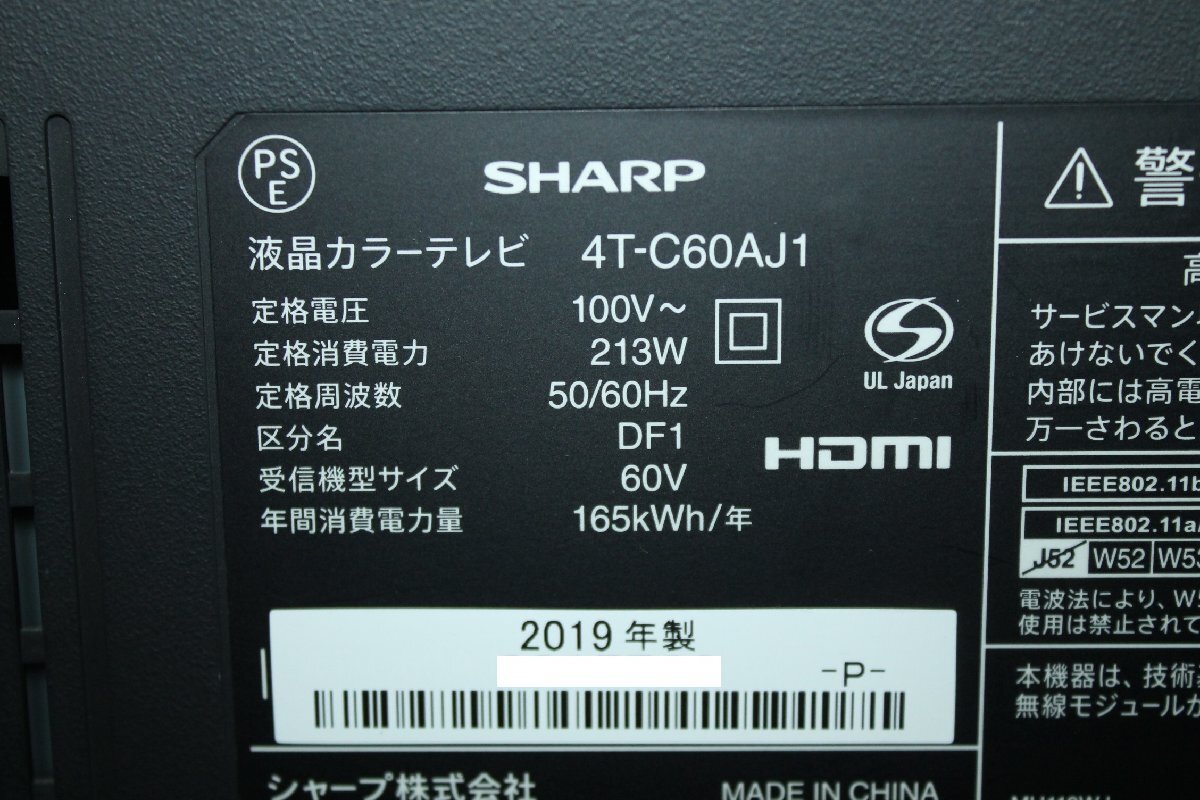 PS
E
SHARP
液晶カラーテレビ 4T-C60AJ1
定格電圧 100V～
定格消費電力 213W
定格周波数 50/60Hz
区分名 DF1
受信機型サイズ 60V
年間消費電力量 165kWh/年
UL Japan
HDMI
2019 年製
-P-
シャープ株式会社
MADE IN CHINA
警
サービスマン
あけないでく
内部には高電
万一さわると
IEEE802.11b
IEEE802.11a/
J52 W52 W53
電波法により、W5
使用は禁止されて
本機器は、技術
無線モジュールが